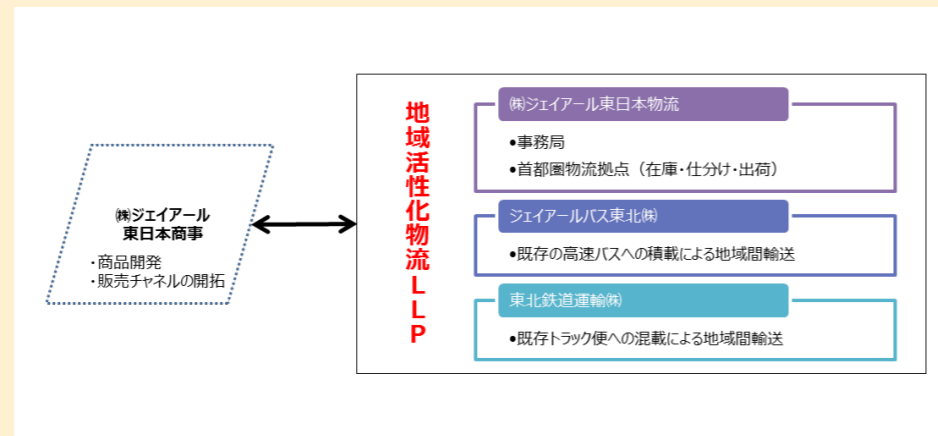 ㈱ジェイアール
東日本商事
・商品開発
・販売チャネルの開拓
地域活性化物流LLP
㈱ジェイアール東日本物流
•事務局
•首都圏物流拠点（在庫・仕分け・出荷）
ジェイアールバス東北㈱
•既存の高速バスへの積載による地域間輸送
東北鉄道運輸㈱
•既存トラック便への混載による地域間輸送